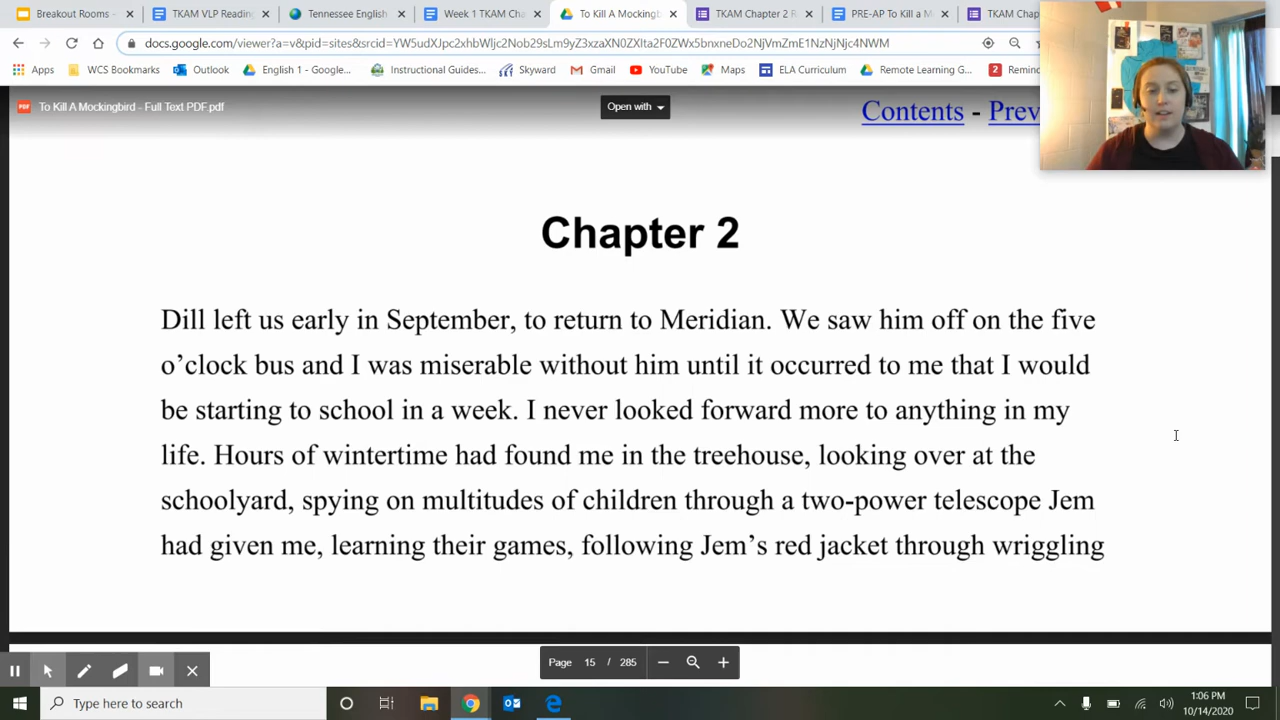 Breakout Rooms -
TKAM VLP Reading
Tennessee English
Week 1 TKAM Cha
To Kill A Mockingb
TKAM Chapter 2 R
PRE-AP To Kill a M
TKAM Chap
docs.google.com/viewer?a=v&pid=sites&srcid=YW5udXJpc2xhbWljc2Nob29sLm9yZ3xzaXN0ZXIta2F0ZWx5bnxneDo2NjVmZmE1NzNjNjc4NWM
Apps
WCS Bookmarks
Outlook
English 1 - Google...
Instructional Guides...
Skyward
Gmail
YouTube
Maps
ELA Curriculum
Remote Learning G...
Remind
PDF To Kill A Mockingbird - Full Text PDF.pdf
Open with
Contents - Prev
Chapter 2
Dill left us early in September, to return to Meridian. We saw him off on the five
o’clock bus and I was miserable without him until it occurred to me that I would
be starting to school in a week. I never looked forward more to anything in my
life. Hours of wintertime had found me in the treehouse, looking over at the
schoolyard, spying on multitudes of children through a two-power telescope Jem
had given me, learning their games, following Jem’s red jacket through wriggling
Page 15 / 285
Type here to search
1:06 PM
10/14/2020